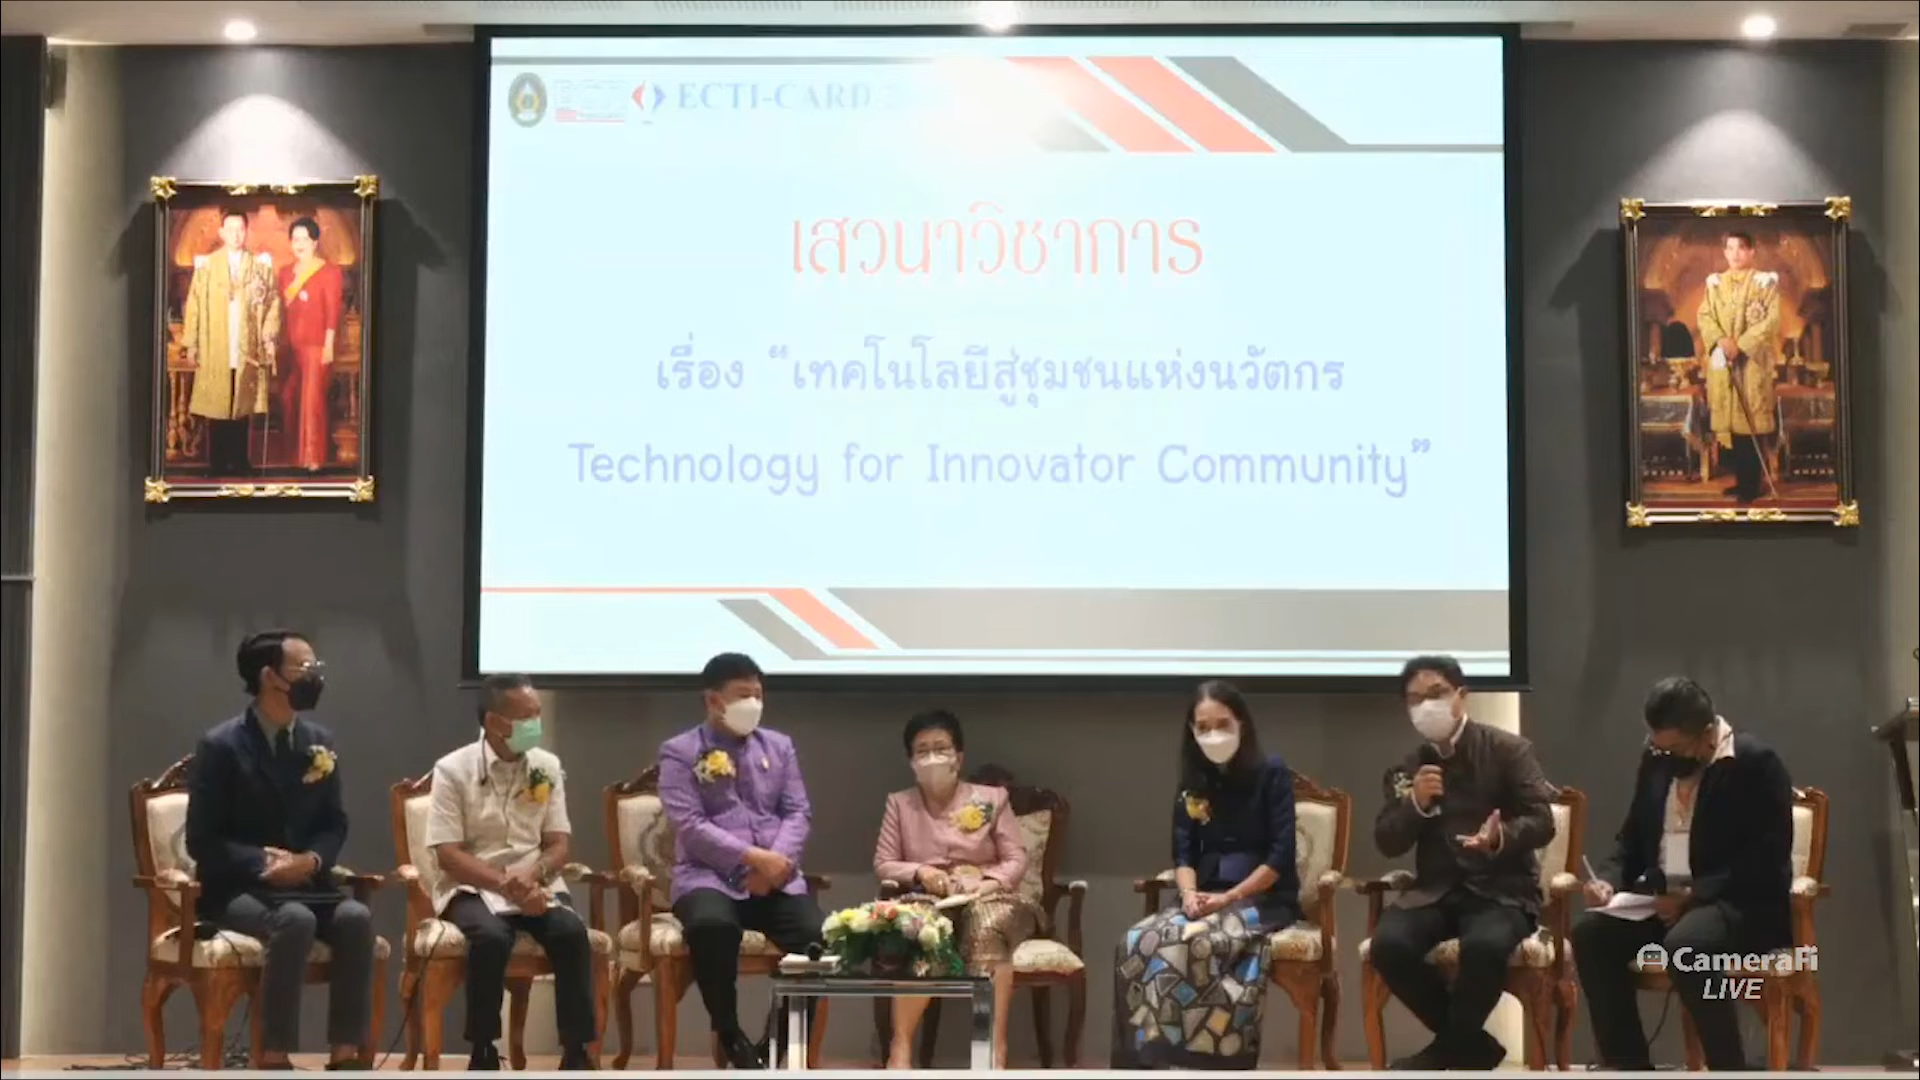 ECTI-CARD
เสวนาวิชาการ
เรื่อง “เทคโนโลยีสู่ชุมชนแห่งนวัตกร
Technology for Innovator Community”
CameraFi
LIVE